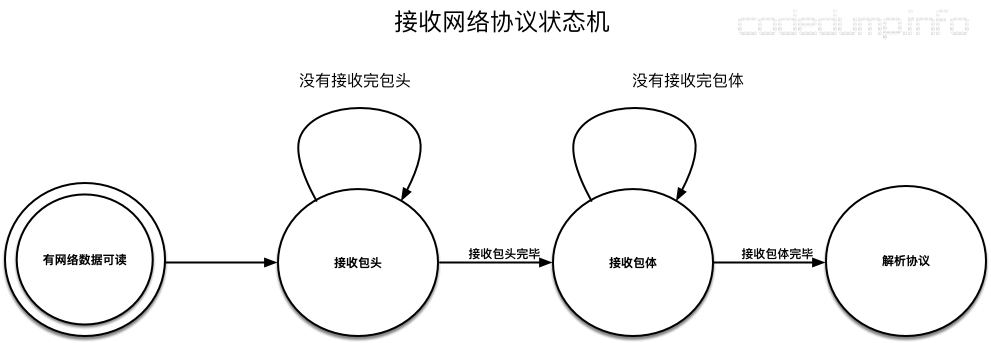 接收网络协议状态机
codedump.info
没有接收完包头
没有接收完包体
有网络数据可读
接收包头
接收包头完毕
接收包体
接收包体完毕
解析协议